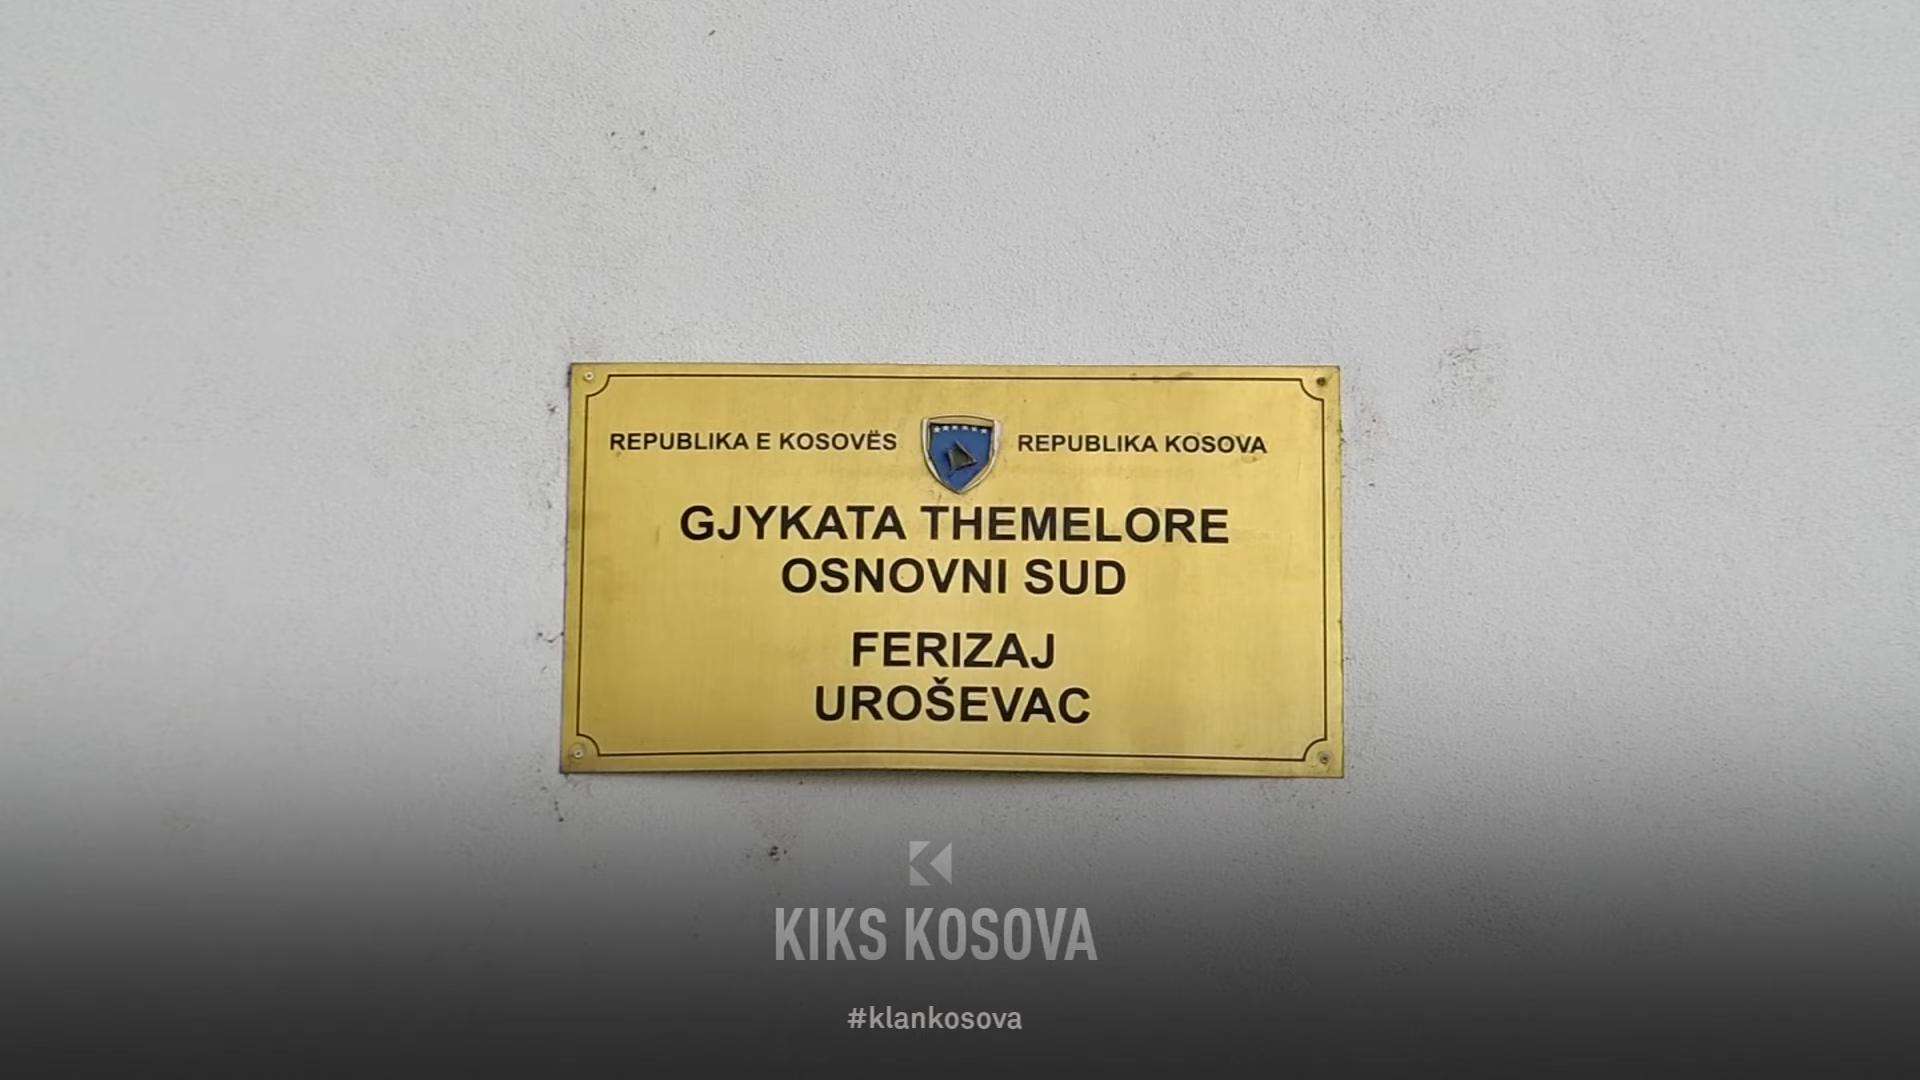 REPUBLIKA E KOSOVËS REPUBLIKA KOSOVA
GJYKATA THEMELORE
OSNOVNI SUD
FERIZAJ
UROŠEVAC
KIKS KOSOVA
#klankosova